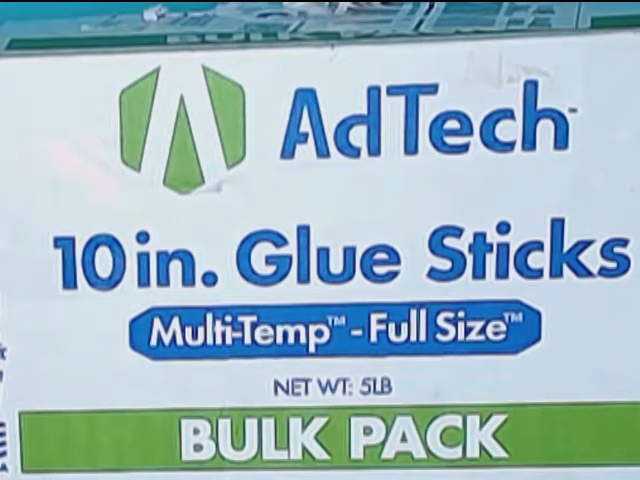 AdTech™
10 in. Glue Sticks
Multi-Temp™ - Full Size™
NET WT: 5LB
BULK PACK